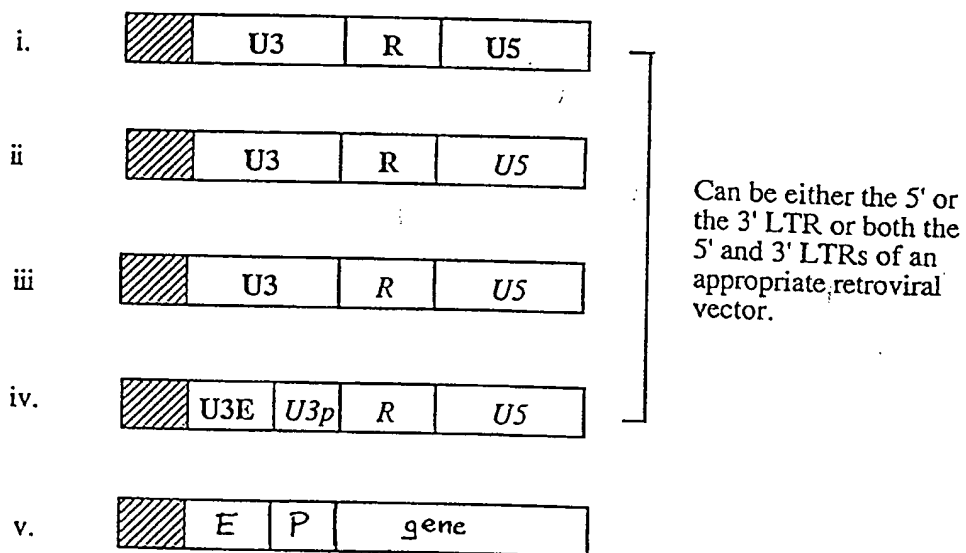 i. U3 R U5
ii U3 R U5
iii U3 R U5
iv. U3E U3p R U5
v. E P gene
Can be either the 5' or
the 3' LTR or both the
5' and 3' LTRs of an
appropriate retroviral
vector.